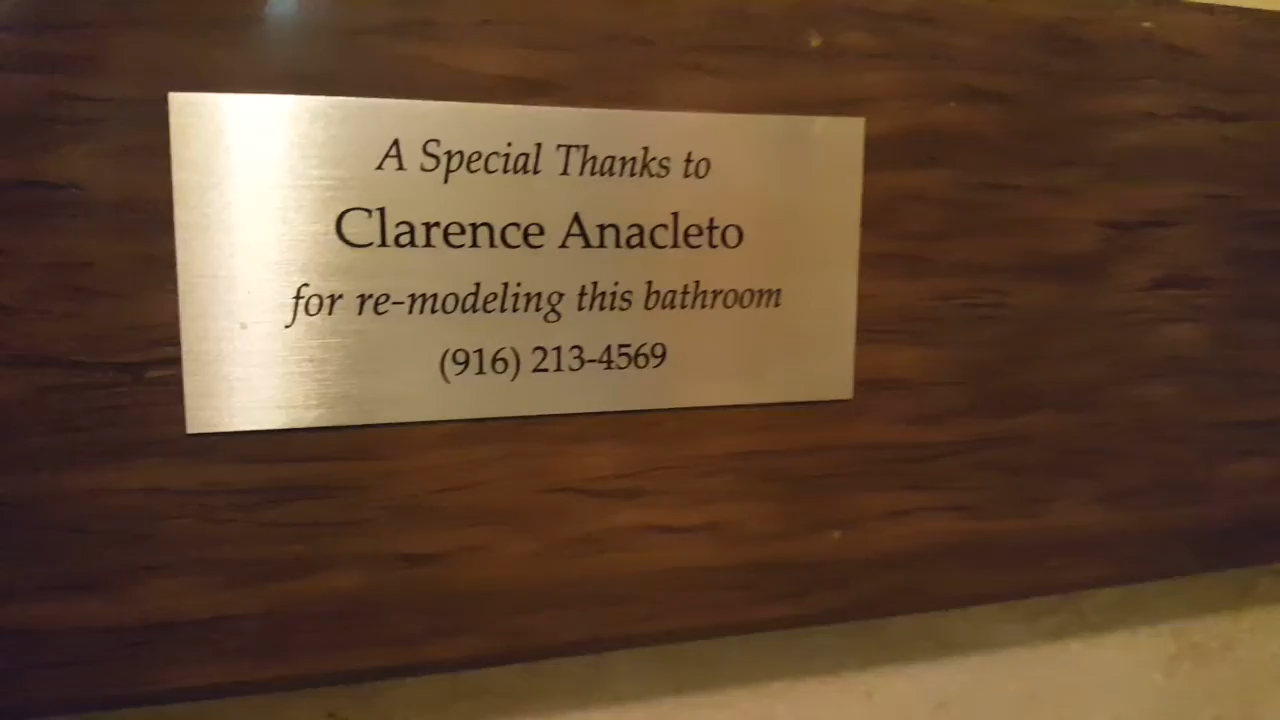 A Special Thanks to
Clarence Anacleto
for re-modeling this bathroom
(916) 213-4569